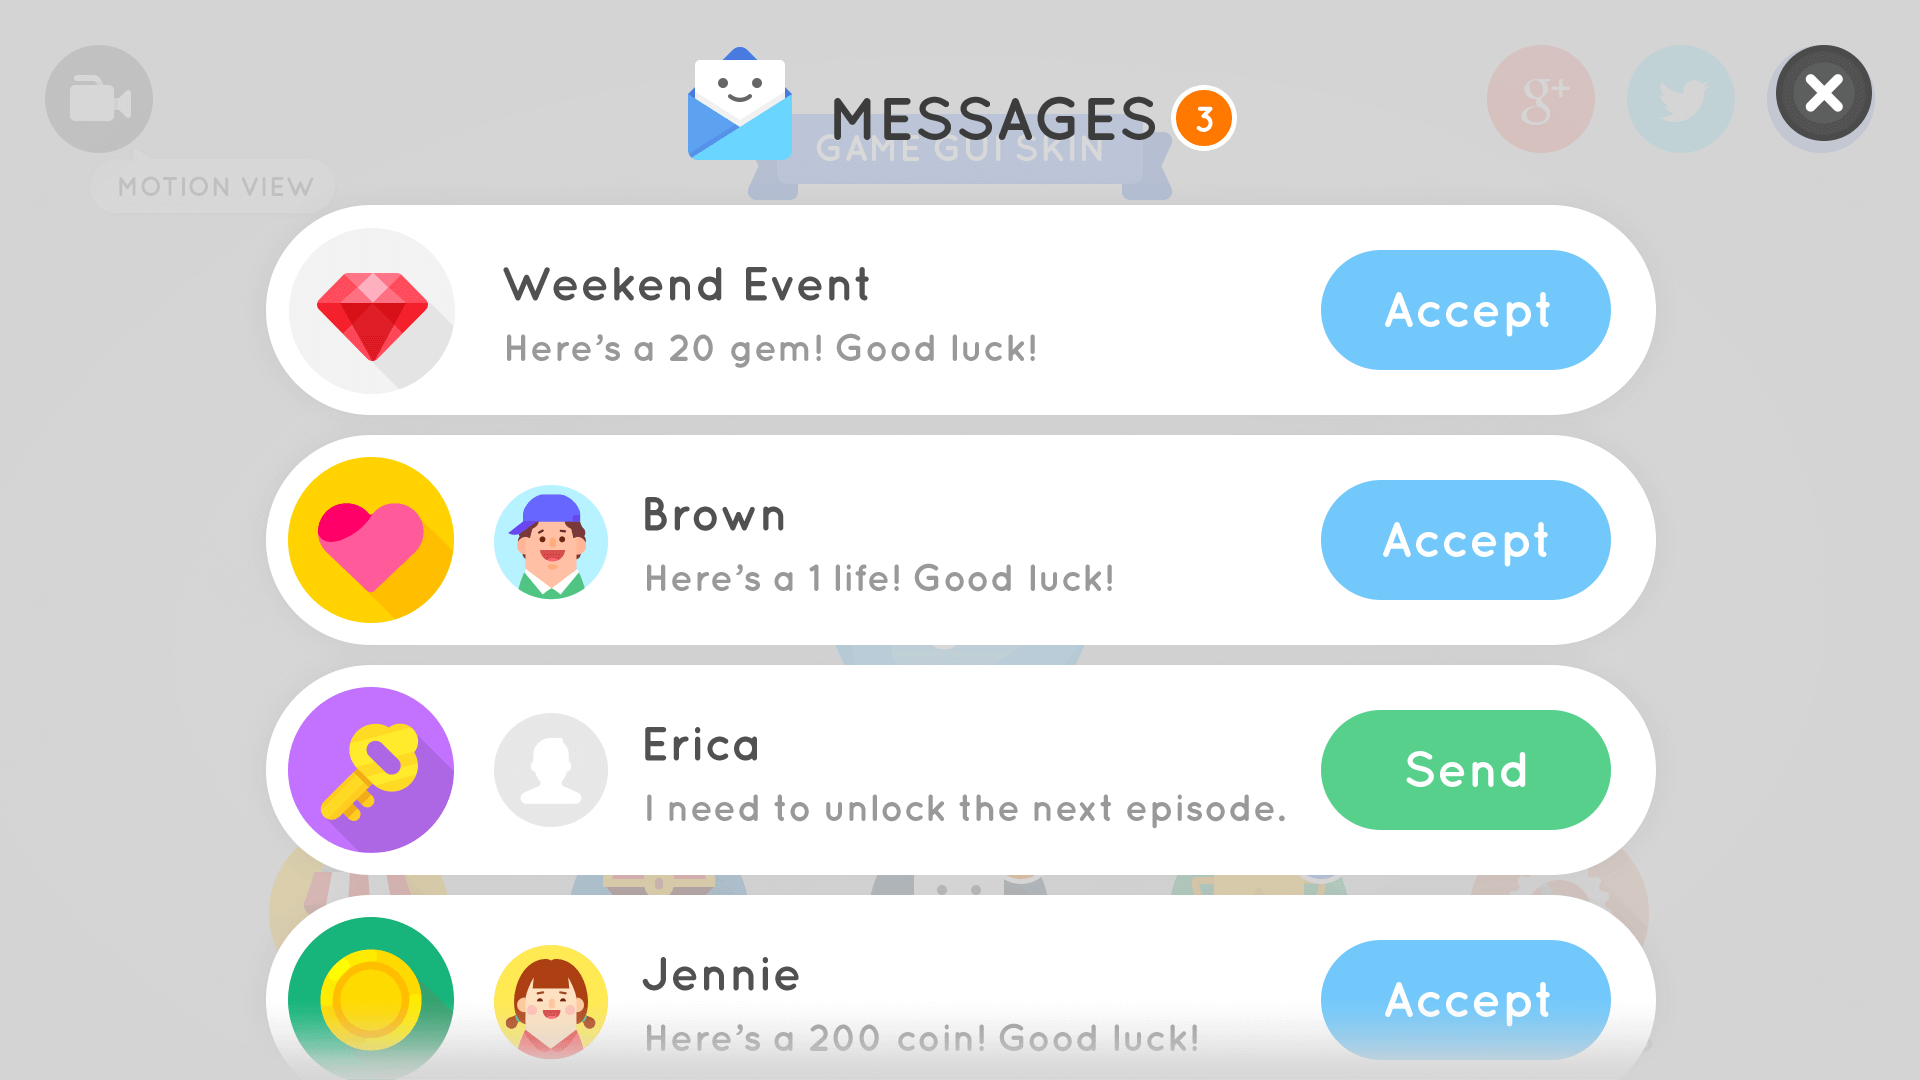 MESSAGES 3
GAME GUI SKIN
g+
MOTION VIEW
Weekend Event
Here's a 20 gem! Good luck!
Accept
Brown
Here's a 1 life! Good luck!
Accept
Erica
I need to unlock the next episode.
Send
Jennie
Here's a 200 coin! Good luck!
Accept